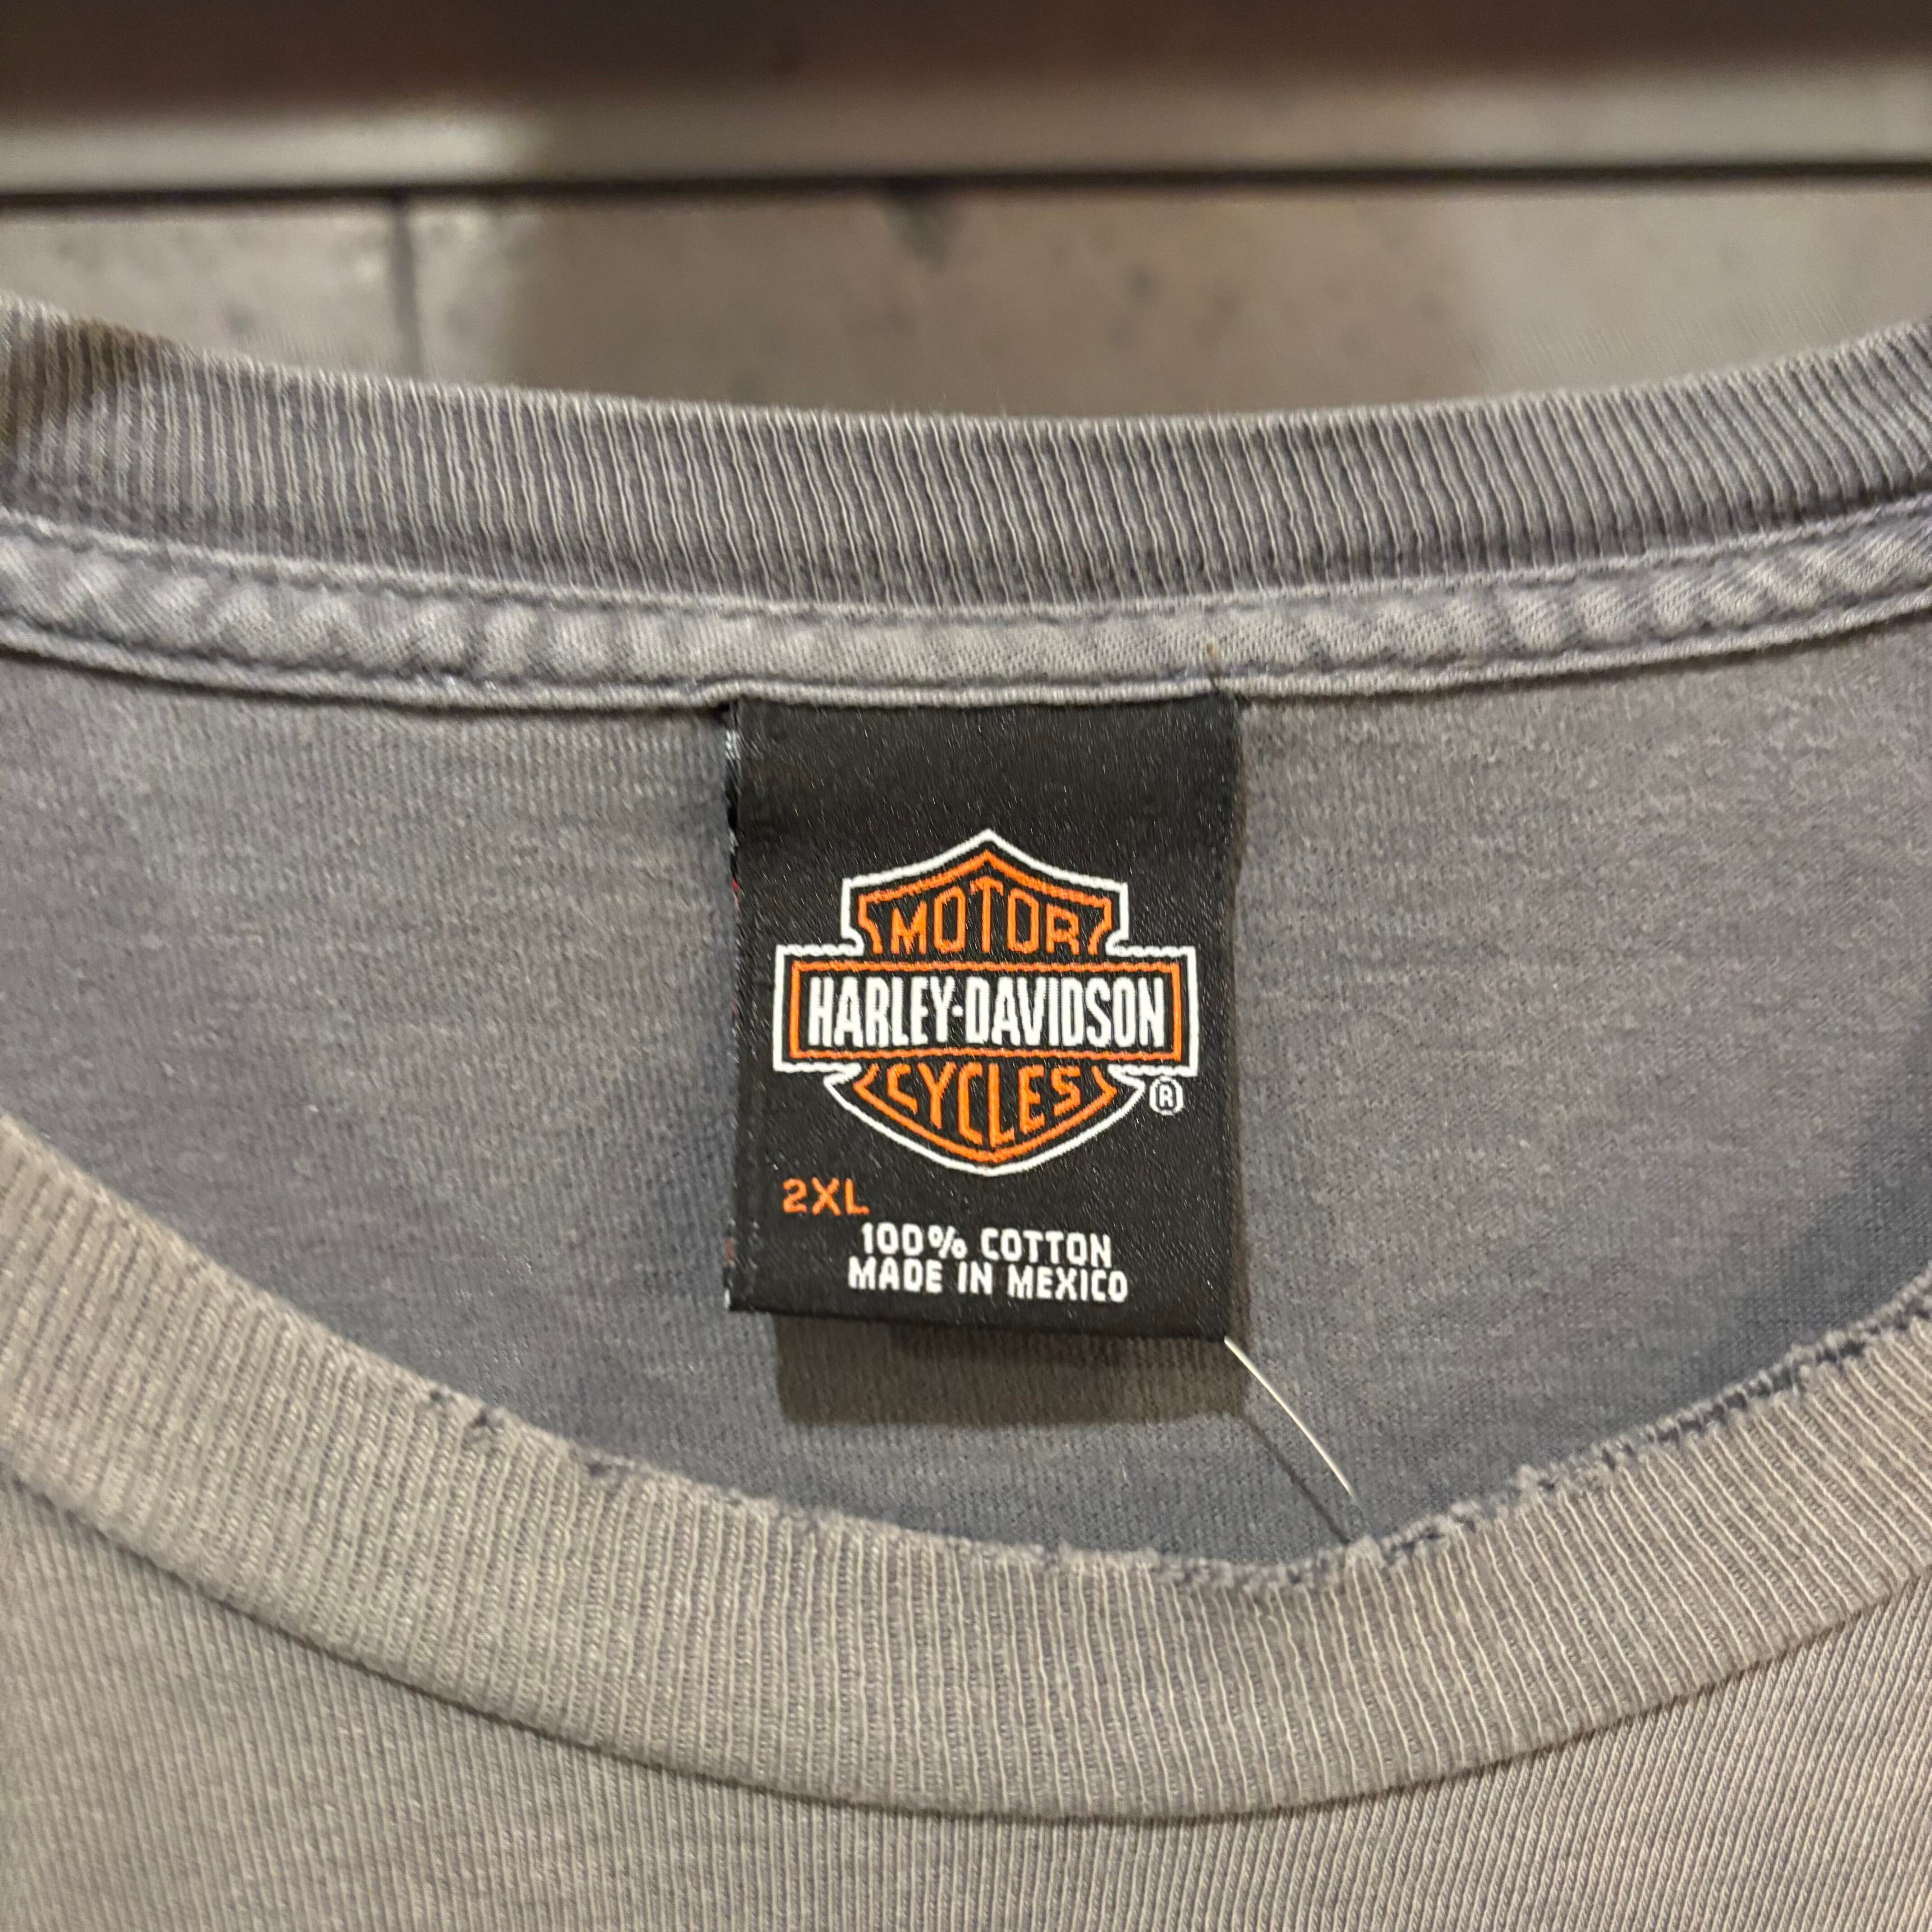 MOTOR
HARLEY-DAVIDSON
CYCLES
®
2XL
100% COTTON
MADE IN MEXICO